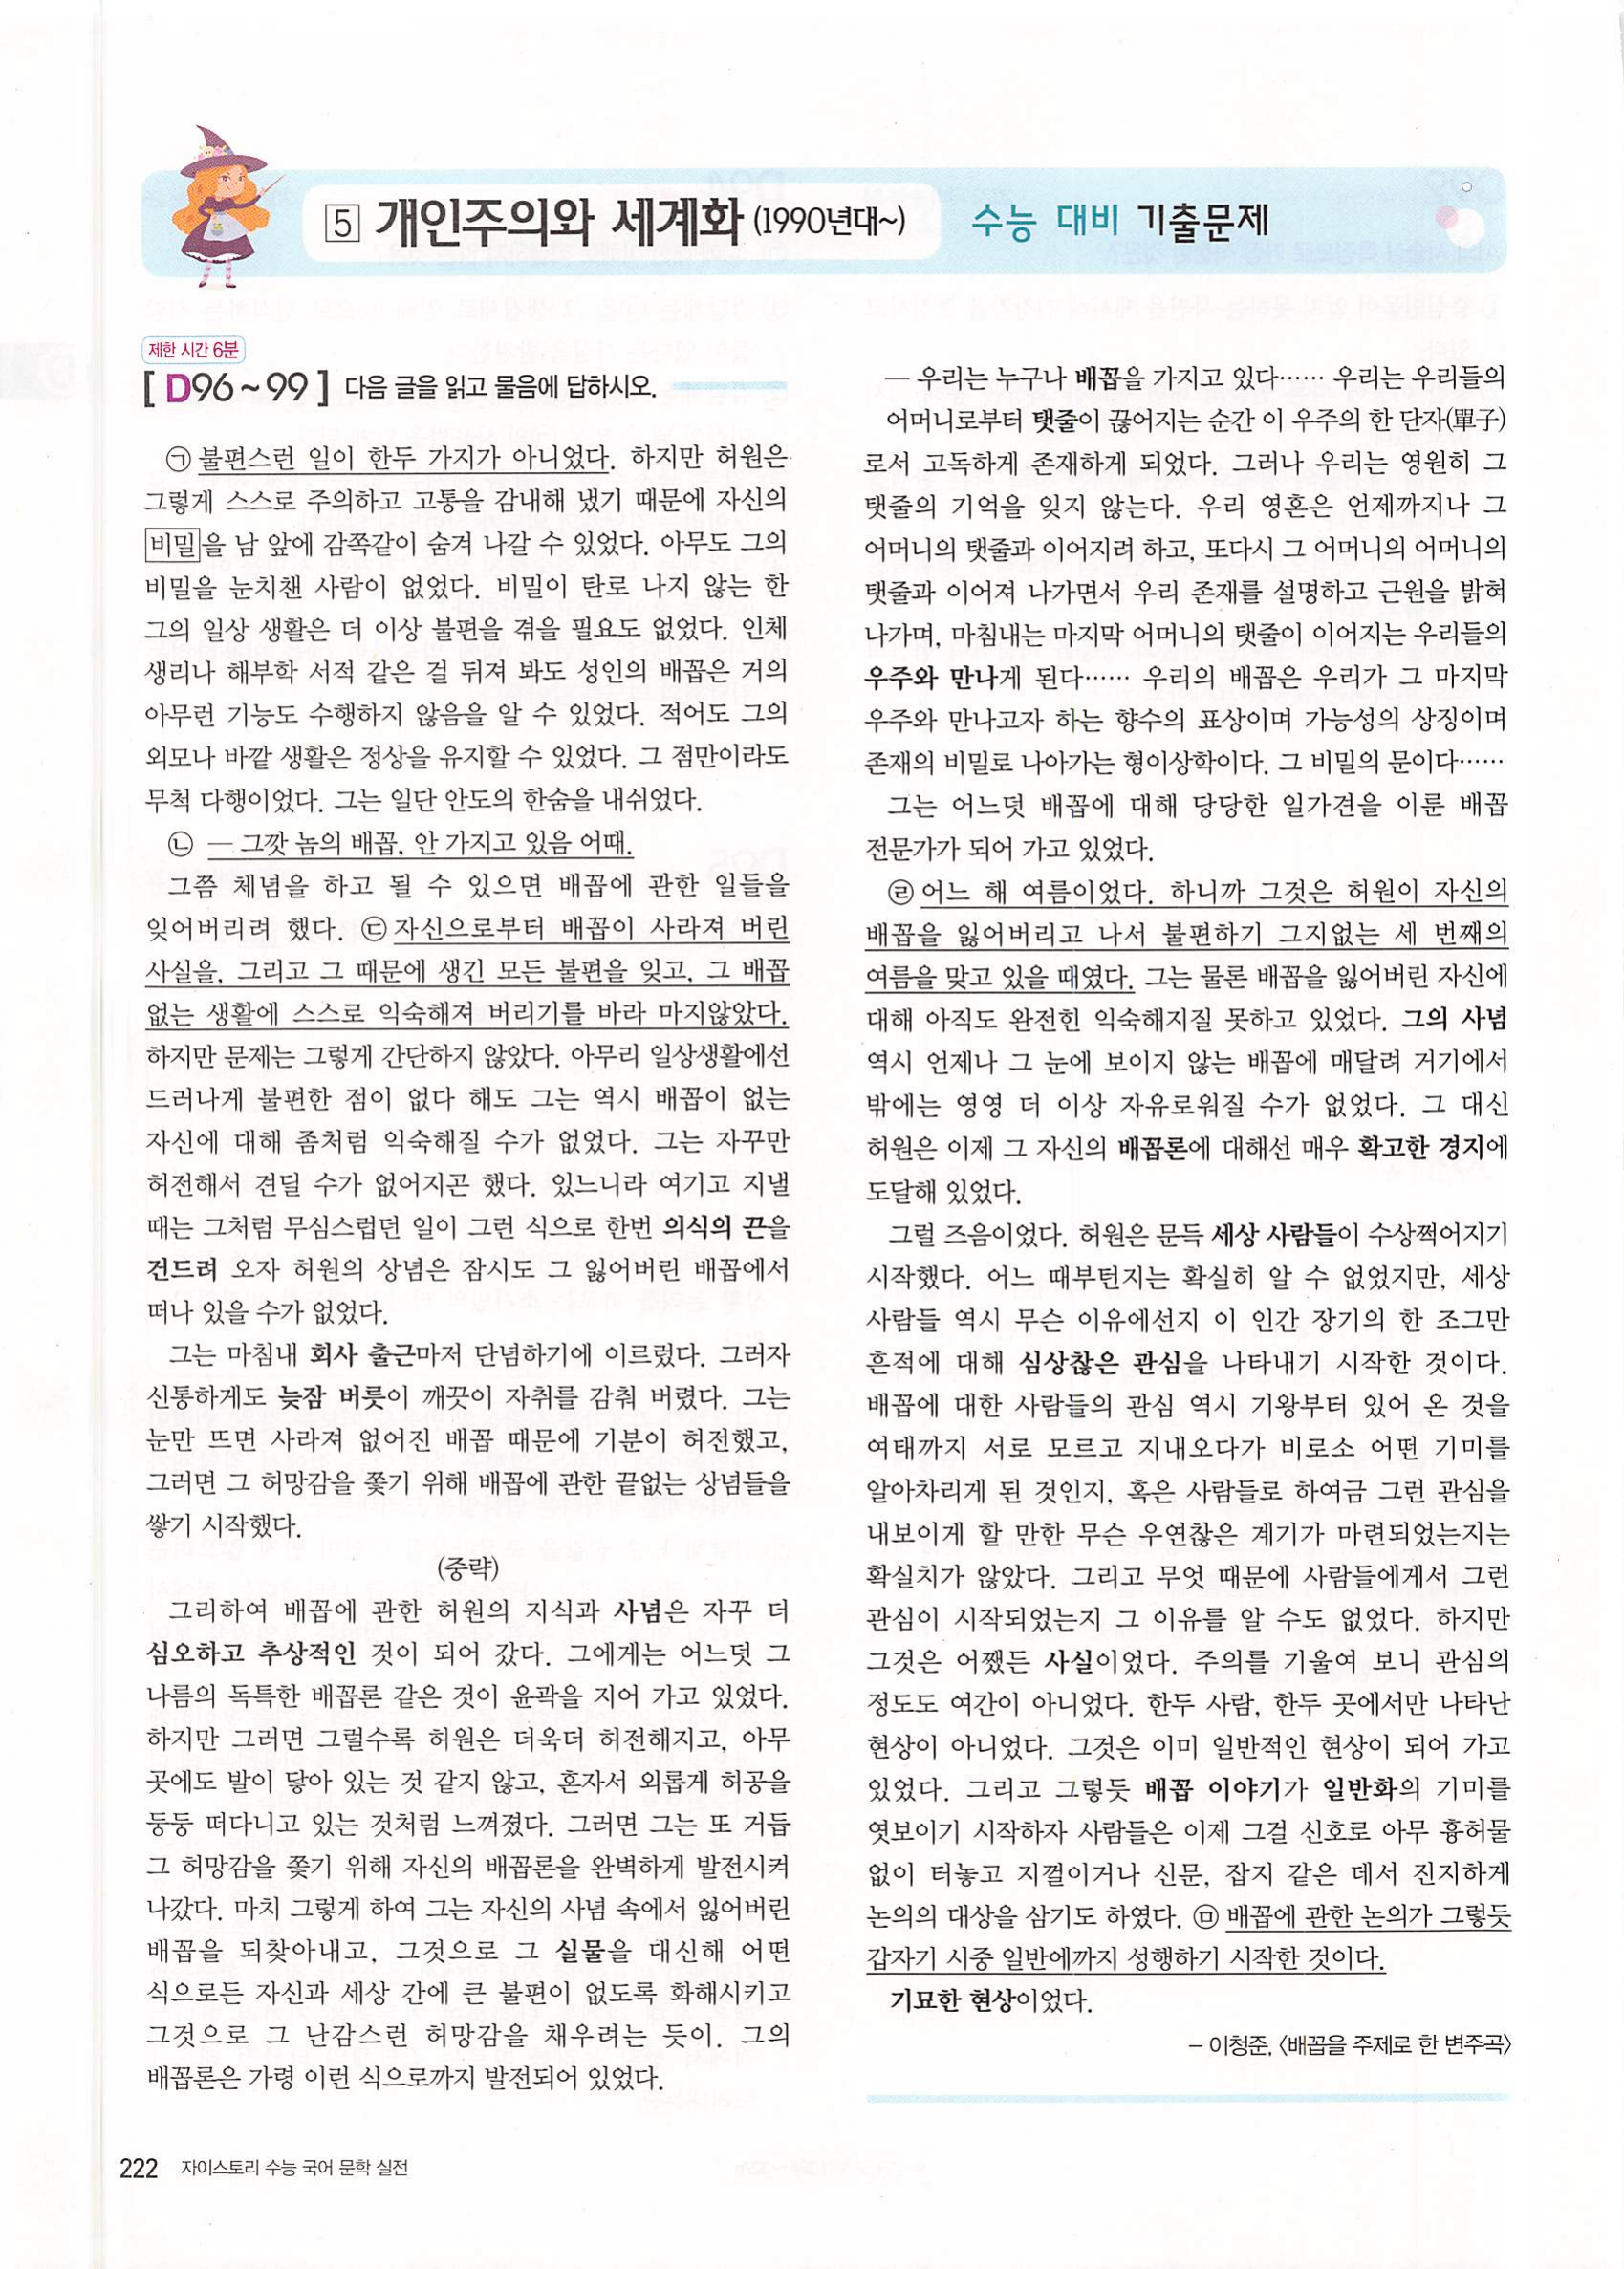 5 개인주의와 세계화 (1990년대~) 수능 대비 기출문제
제한 시간 6분
[ D96 ~ 99 ] 다음 글을 읽고 물음에 답하시오.
㉠ 불편스런 일이 한두 가지가 아니었다. 하지만 허원은
그렇게 스스로 주의하고 고통을 감내해 냈기 때문에 자신의
비밀을 남 앞에 감쪽같이 숨겨 나갈 수 있었다. 아무도 그의
비밀을 눈치챈 사람이 없었다. 비밀이 탄로 나지 않는 한
그의 일상 생활은 더 이상 불편을 겪을 필요도 없었다. 인체
생리나 해부학 서적 같은 걸 뒤져 봐도 성인의 배꼽은 거의
아무런 기능도 수행하지 않음을 알 수 있었다. 적어도 그의
외모나 바깥 생활은 정상을 유지할 수 있었다. 그 점만이라도
무척 다행이었다. 그는 일단 안도의 한숨을 내쉬었다.
㉡ ― 그깟 놈의 배꼽, 안 가지고 있음 어때.
그쯤 체념을 하고 될 수 있으면 배꼽에 관한 일들을
잊어버리려 했다. ㉢ 자신으로부터 배꼽이 사라져 버린
사실을, 그리고 그 때문에 생긴 모든 불편을 잊고, 그 배꼽
없는 생활에 스스로 익숙해져 버리기를 바라 마지않았다.
하지만 문제는 그렇게 간단하지 않았다. 아무리 일상생활에선
드러나게 불편한 점이 없다 해도 그는 역시 배꼽이 없는
자신에 대해 좀처럼 익숙해질 수가 없었다. 그는 자꾸만
허전해서 견딜 수가 없어지곤 했다. 있느니라 여기고 지낼
때는 그처럼 무심스럽던 일이 그런 식으로 한번 의식의 끈을
건드려 오자 허원의 상념은 잠시도 그 잃어버린 배꼽에서
떠나 있을 수가 없었다.
그는 마침내 회사 출근마저 단념하기에 이르렀다. 그러자
신통하게도 늦잠 버릇이 깨끗이 자취를 감춰 버렸다. 그는
눈만 뜨면 사라져 없어진 배꼽 때문에 기분이 허전했고,
그러면 그 허망감을 쫓기 위해 배꼽에 관한 끝없는 상념들을
쌓기 시작했다.
(중략)
그리하여 배꼽에 관한 허원의 지식과 사념은 자꾸 더
심오하고 추상적인 것이 되어 갔다. 그에게는 어느덧 그
나름의 독특한 배꼽론 같은 것이 윤곽을 지어 가고 있었다.
하지만 그러면 그럴수록 허원은 더욱더 허전해지고, 아무
곳에도 발이 닿아 있는 것 같지 않고, 혼자서 외롭게 허공을
둥둥 떠다니고 있는 것처럼 느껴졌다. 그러면 그는 또 거듭
그 허망감을 쫓기 위해 자신의 배꼽론을 완벽하게 발전시켜
나갔다. 마치 그렇게 하여 그는 자신의 사념 속에서 잃어버린
배꼽을 되찾아내고, 그것으로 그 실물을 대신해 어떤
식으로든 자신과 세상 간에 큰 불편이 없도록 화해시키고
그것으로 그 난감스런 허망감을 채우려는 듯이. 그의
배꼽론은 가령 이런 식으로까지 발전되어 있었다.
― 우리는 누구나 배꼽을 가지고 있다…… 우리는 우리들의
어머니로부터 탯줄이 끊어지는 순간 이 우주의 한 단자(單子)
로서 고독하게 존재하게 되었다. 그러나 우리는 영원히 그
탯줄의 기억을 잊지 않는다. 우리 영혼은 언제까지나 그
어머니의 탯줄과 이어지려 하고, 또다시 그 어머니의 어머니의
탯줄과 이어져 나가면서 우리 존재를 설명하고 근원을 밝혀
나가며, 마침내는 마지막 어머니의 탯줄이 이어지는 우리들의
우주와 만나게 된다…… 우리의 배꼽은 우리가 그 마지막
우주와 만나고자 하는 향수의 표상이며 가능성의 상징이며
존재의 비밀로 나아가는 형이상학이다. 그 비밀의 문이다……
그는 어느덧 배꼽에 대해 당당한 일가견을 이룬 배꼽
전문가가 되어 가고 있었다.
㉣ 어느 해 여름이었다. 하니까 그것은 허원이 자신의
배꼽을 잃어버리고 나서 불편하기 그지없는 세 번째의
여름을 맞고 있을 때였다. 그는 물론 배꼽을 잃어버린 자신에
대해 아직도 완전힌 익숙해지질 못하고 있었다. 그의 사념
역시 언제나 그 눈에 보이지 않는 배꼽에 매달려 거기에서
밖에는 영영 더 이상 자유로워질 수가 없었다. 그 대신
허원은 이제 그 자신의 배꼽론에 대해선 매우 확고한 경지에
도달해 있었다.
그럴 즈음이었다. 허원은 문득 세상 사람들이 수상쩍어지기
시작했다. 어느 때부턴지는 확실히 알 수 없었지만, 세상
사람들 역시 무슨 이유에선지 이 인간 장기의 한 조그만
흔적에 대해 심상찮은 관심을 나타내기 시작한 것이다.
배꼽에 대한 사람들의 관심 역시 기왕부터 있어 온 것을
여태까지 서로 모르고 지내오다가 비로소 어떤 기미를
알아차리게 된 것인지, 혹은 사람들로 하여금 그런 관심을
내보이게 할 만한 무슨 우연찮은 계기가 마련되었는지는
확실치가 않았다. 그리고 무엇 때문에 사람들에게서 그런
관심이 시작되었는지 그 이유를 알 수도 없었다. 하지만
그것은 어쨌든 사실이었다. 주의를 기울여 보니 관심의
정도도 여간이 아니었다. 한두 사람, 한두 곳에서만 나타난
현상이 아니었다. 그것은 이미 일반적인 현상이 되어 가고
있었다. 그리고 그렇듯 배꼽 이야기가 일반화의 기미를
엿보이기 시작하자 사람들은 이제 그걸 신호로 아무 흉허물
없이 터놓고 지껄이거나 신문, 잡지 같은 데서 진지하게
논의의 대상을 삼기도 하였다. ㉤ 배꼽에 관한 논의가 그렇듯
갑자기 시중 일반에까지 성행하기 시작한 것이다.
기묘한 현상이었다.
– 이청준, 〈배꼽을 주제로 한 변주곡〉
222 자이스토리 수능 국어 문학 실전